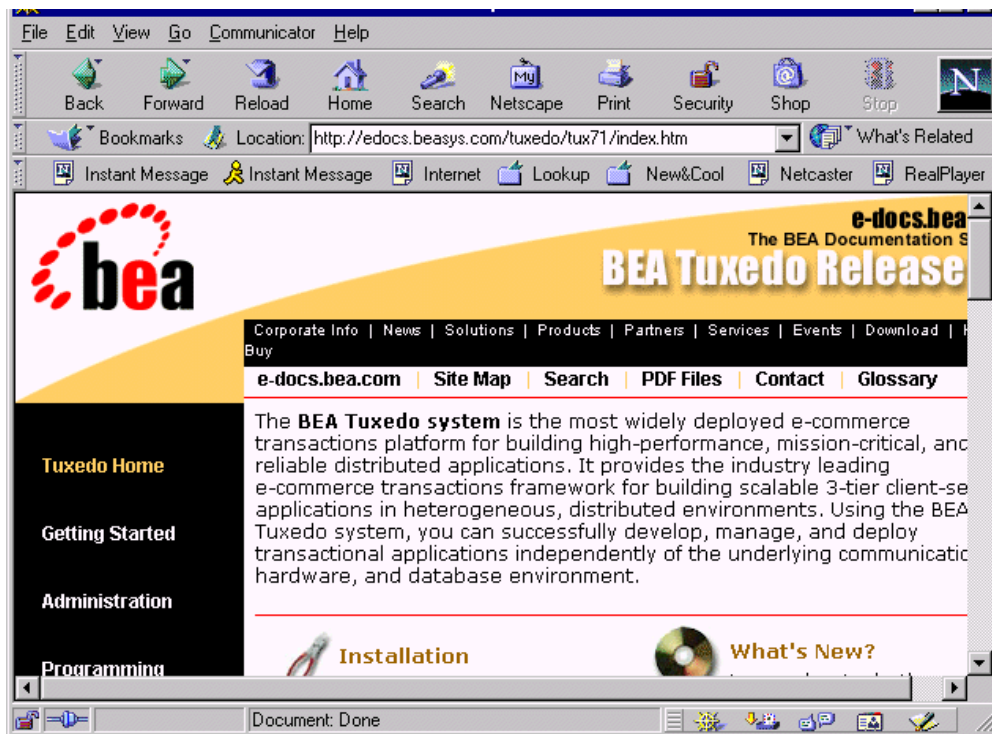 File Edit View Go Communicator Help
Back Forward Reload Home Search Netscape Print Security Shop Stop
N
Bookmarks Location: http://edocs.beasys.com/tuxedo/tux71/index.htm What's Related
Instant Message Instant Message Internet Lookup New&Cool Netcaster RealPlayer
bea
e-docs.bea
The BEA Documentation S
BEA Tuxedo Release
Corporate Info | News | Solutions | Products | Partners | Services | Events | Download |
Buy
e-docs.bea.com | Site Map | Search | PDF Files | Contact | Glossary
The BEA Tuxedo system is the most widely deployed e-commerce
transactions platform for building high-performance, mission-critical, and
reliable distributed applications. It provides the industry leading
e-commerce transactions framework for building scalable 3-tier client-se
applications in heterogeneous, distributed environments. Using the BEA
Tuxedo system, you can successfully develop, manage, and deploy
transactional applications independently of the underlying communicatio
hardware, and database environment.
Tuxedo Home
Getting Started
Administration
Programming
Installation
What's New?
Document: Done